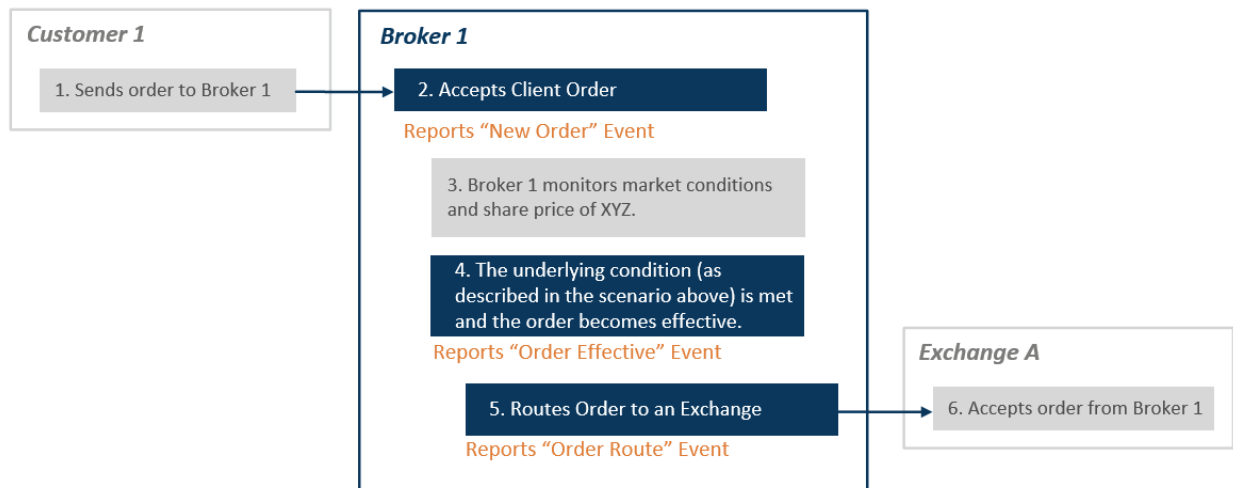 Customer 1
1. Sends order to Broker 1
Broker 1
2. Accepts Client Order
Reports “New Order” Event
3. Broker 1 monitors market conditions
and share price of XYZ.
4. The underlying condition (as
described in the scenario above) is met
and the order becomes effective.
Reports “Order Effective” Event
5. Routes Order to an Exchange
Reports “Order Route” Event
Exchange A
6. Accepts order from Broker 1